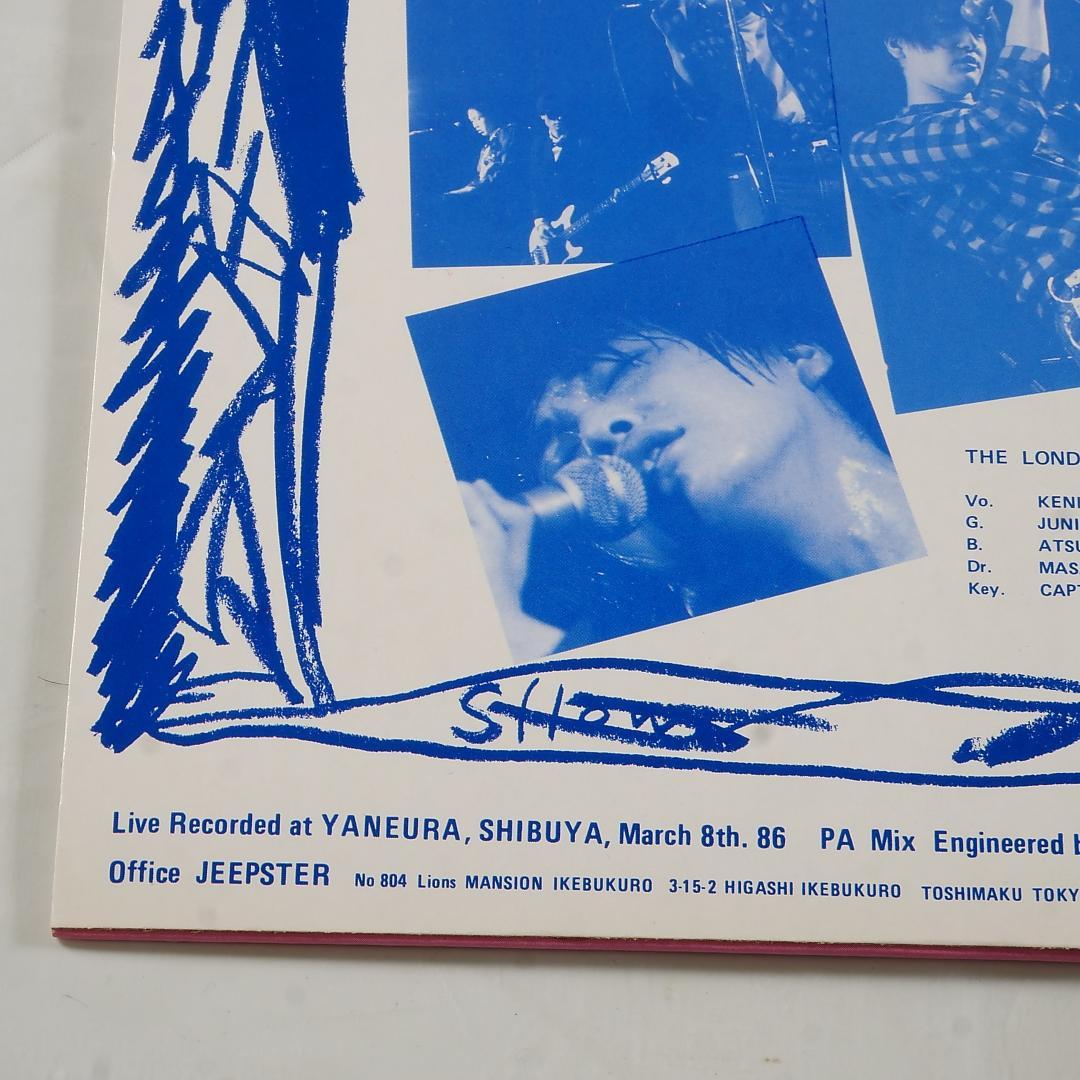 THE LOND
Vo. KENI
G. JUNI
B. ATSU
Dr. MAS
Key. CAPT
Live Recorded at YANEURA, SHIBUYA, March 8th. 86 PA Mix Engineered b
Office JEEPSTER No 804 Lions MANSION IKEBUKURO 3-15-2 HIGASHI IKEBUKURO TOSHIMAKU TOKY